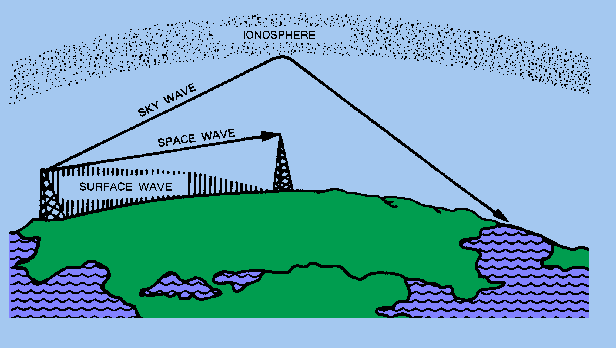 IONOSPHERE
SKY WAVE
SPACE WAVE
SURFACE WAVE